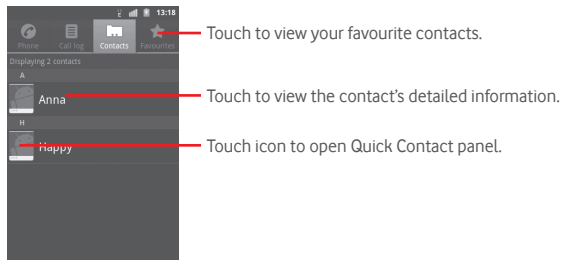 13:18
Phone Call log Contacts Favourites
Touch to view your favourite contacts.
Displaying 2 contacts
A
Anna
Touch to view the contact’s detailed information.
H
Happy
Touch icon to open Quick Contact panel.